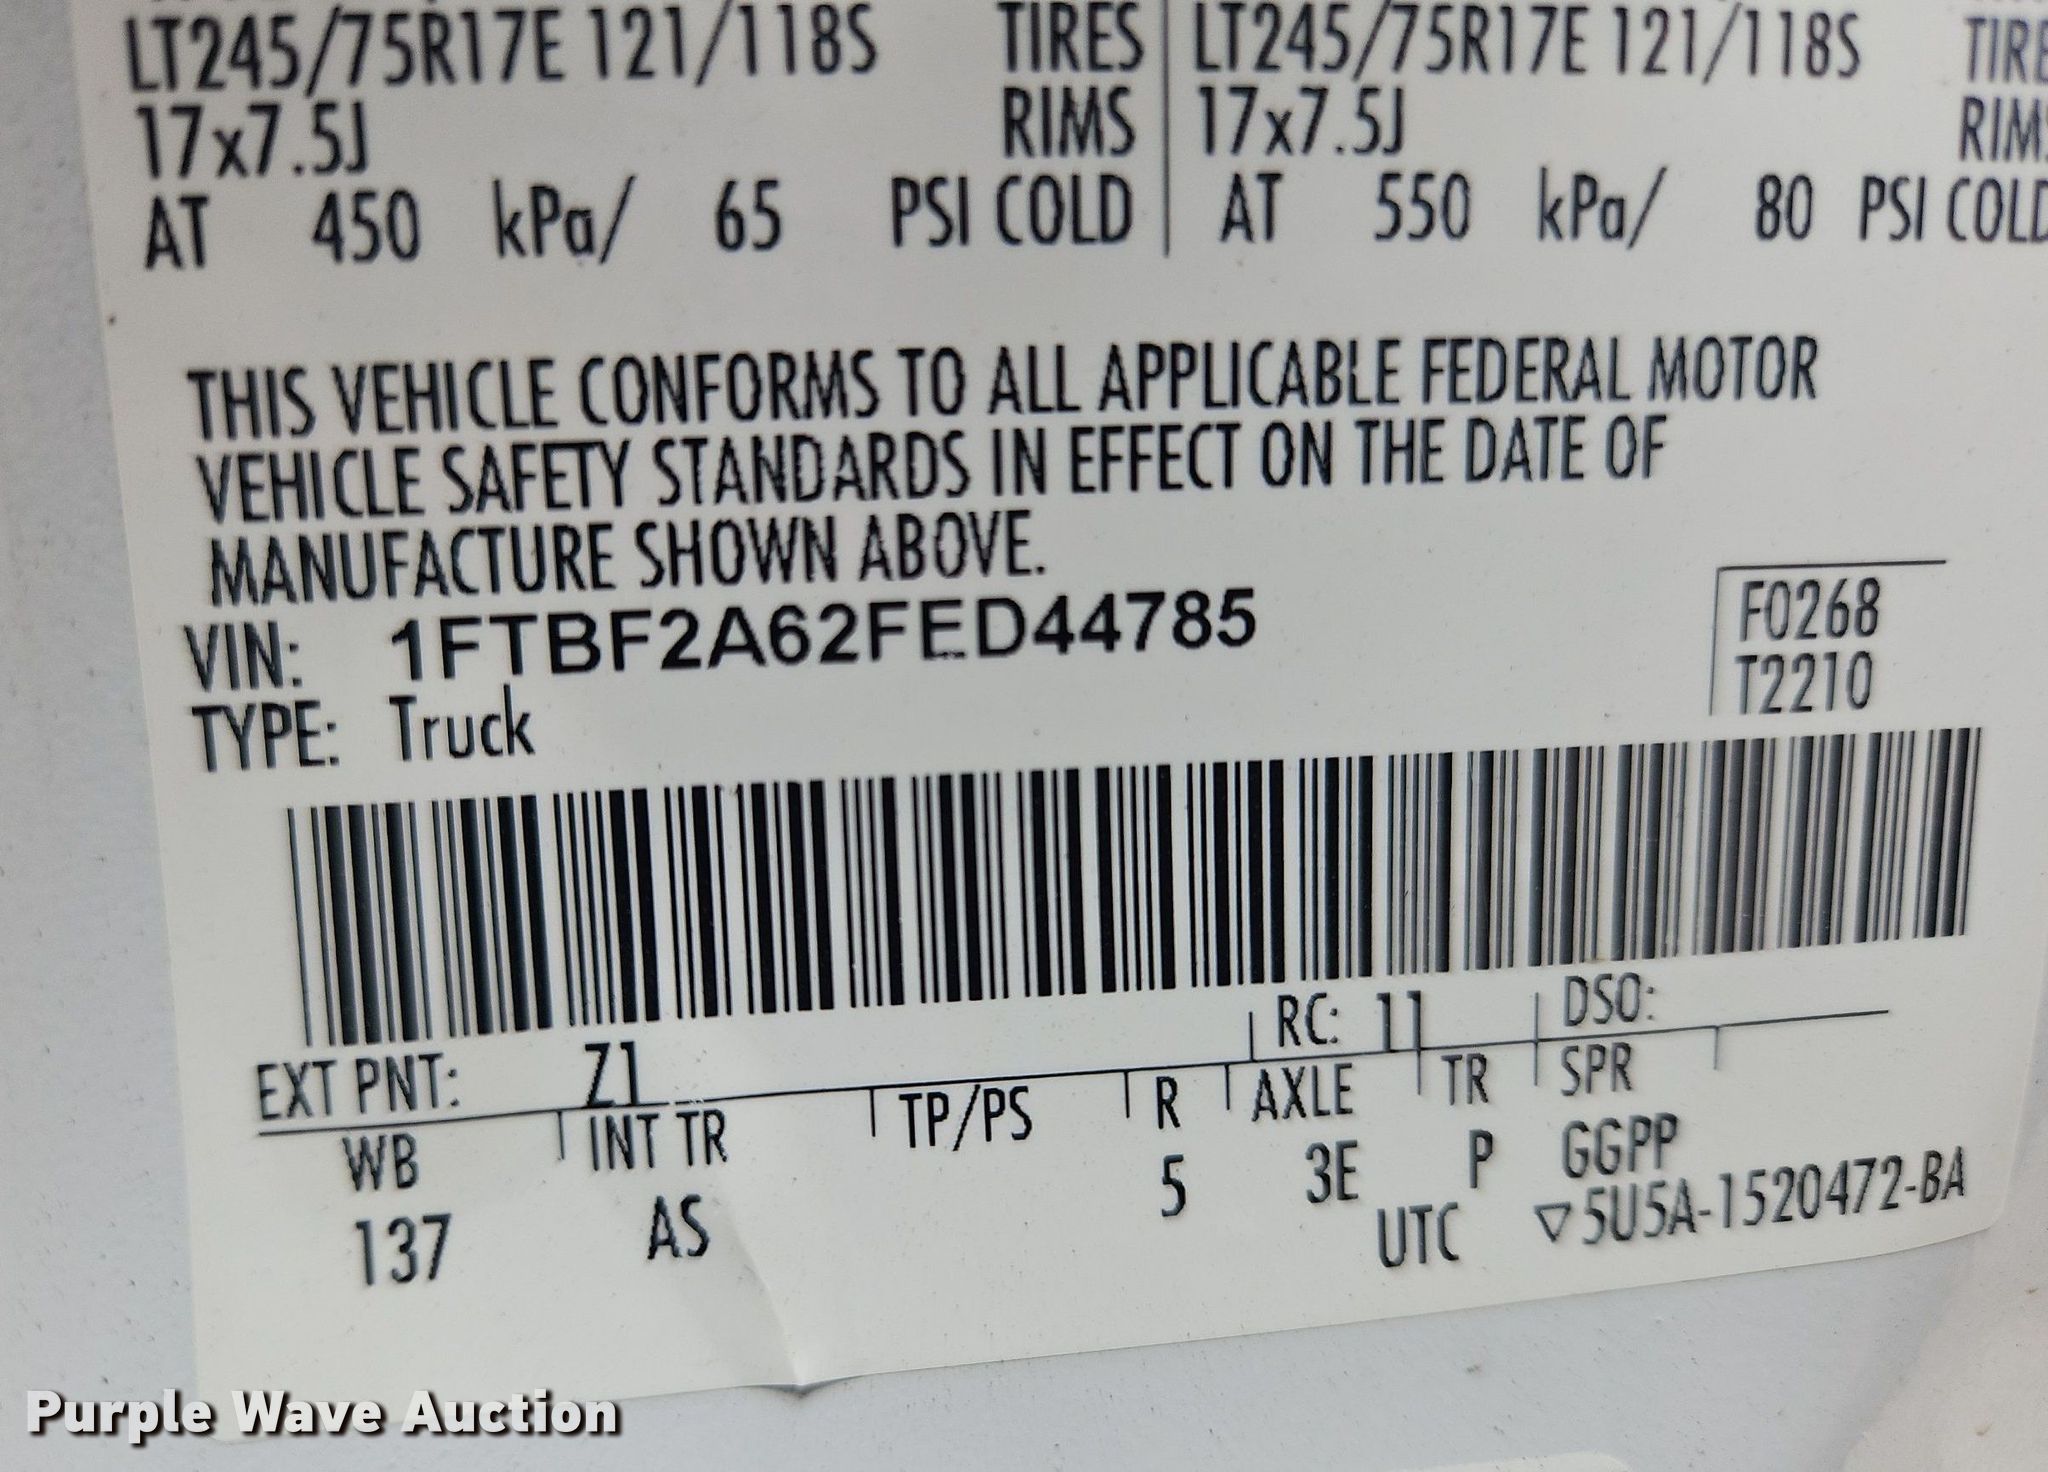 LT245/75R17E 121/118S TIRES LT245/75R17E 121/118S TIRE
17x7.5J RIMS 17x7.5J RIMS
AT 450 kPa/ 65 PSI COLD AT 550 kPa/ 80 PSI COLD
THIS VEHICLE CONFORMS TO ALL APPLICABLE FEDERAL MOTOR
VEHICLE SAFETY STANDARDS IN EFFECT ON THE DATE OF
MANUFACTURE SHOWN ABOVE.
VIN: 1FTBF2A62FED44785 F0268
TYPE: Truck T2210
RC: 11 DSO:
EXT PNT: Z1
WB INT TR TP/PS R AXLE TR SPR
137 AS 5 3E P GGPP
UTC ▽5U5A-1520472-BA
Purple Wave Auction